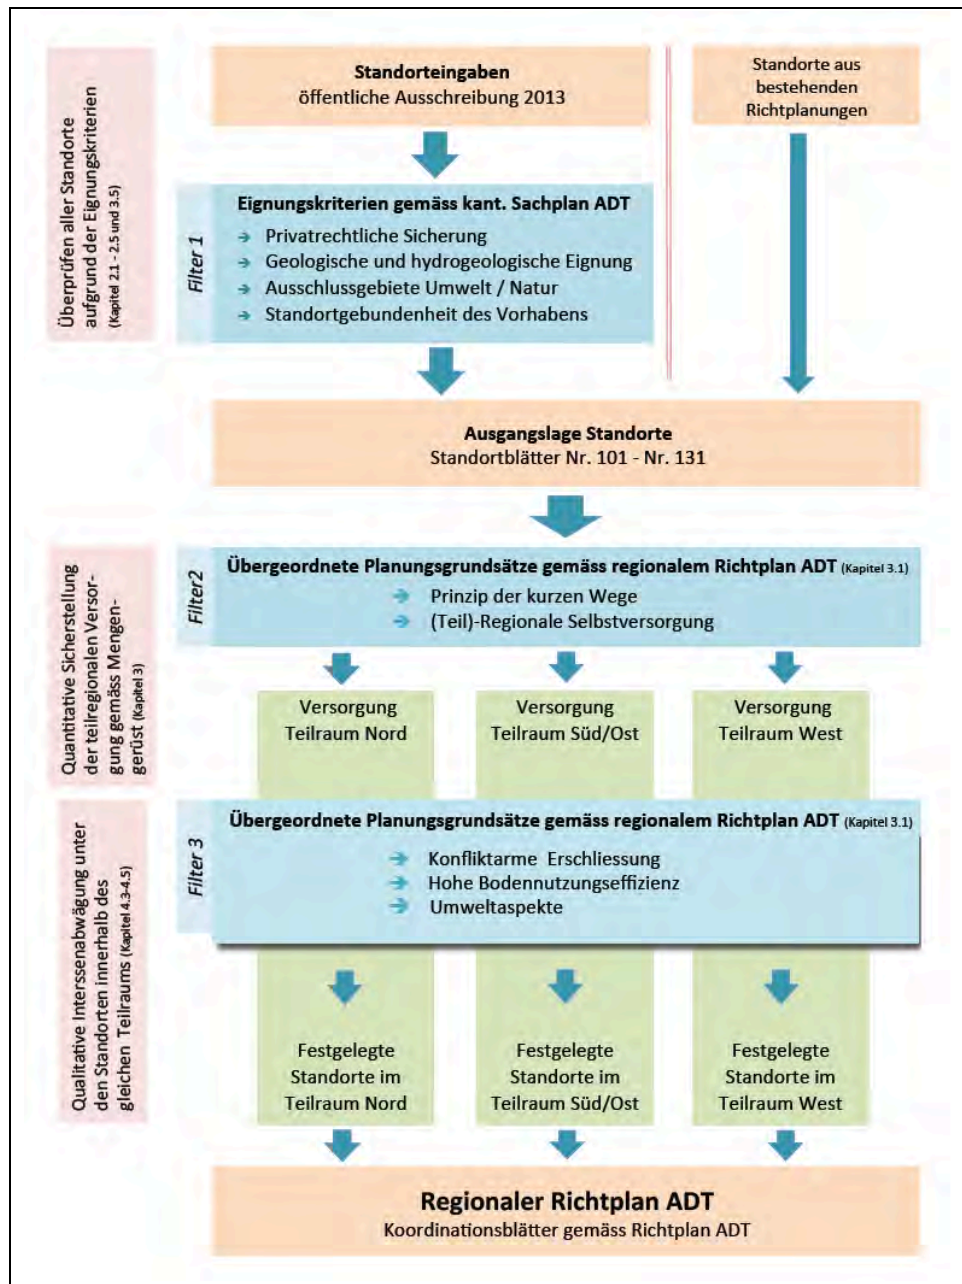 Überprüfen aller Standorte
aufgrund der Eignungskriterien
(Kapitel 2.1 - 2.5 und 3.5)
Standorteingaben
öffentliche Ausschreibung 2013
Standorte aus
bestehenden
Richtplanungen
Filter 1
Eignungskriterien gemäss kant. Sachplan ADT
→ Privatrechtliche Sicherung
→ Geologische und hydrogeologische Eignung
→ Ausschlussgebiete Umwelt / Natur
→ Standortgebundenheit des Vorhabens
Ausgangslage Standorte
Standortblätter Nr. 101 - Nr. 131
Quantitative Sicherstellung
der teilregionalen Versor-
gung gemäss Mengen-
gerüst (Kapitel 3)
Filter2
Übergeordnete Planungsgrundsätze gemäss regionalem Richtplan ADT (Kapitel 3.1)
→ Prinzip der kurzen Wege
→ (Teil)-Regionale Selbstversorgung
Versorgung
Teilraum Nord
Versorgung
Teilraum Süd/Ost
Versorgung
Teilraum West
Qualitative Interssenabwägung unter
den Standorten innerhalb des
gleichen Teilraums (Kapitel 4.3-4.5)
Filter 3
Übergeordnete Planungsgrundsätze gemäss regionalem Richtplan ADT (Kapitel 3.1)
→ Konfliktarme Erschliessung
→ Hohe Bodennutzungseffizienz
→ Umweltaspekte
Festgelegte
Standorte im
Teilraum Nord
Festgelegte
Standorte im
Teilraum Süd/Ost
Festgelegte
Standorte im
Teilraum West
Regionaler Richtplan ADT
Koordinationsblätter gemäss Richtplan ADT